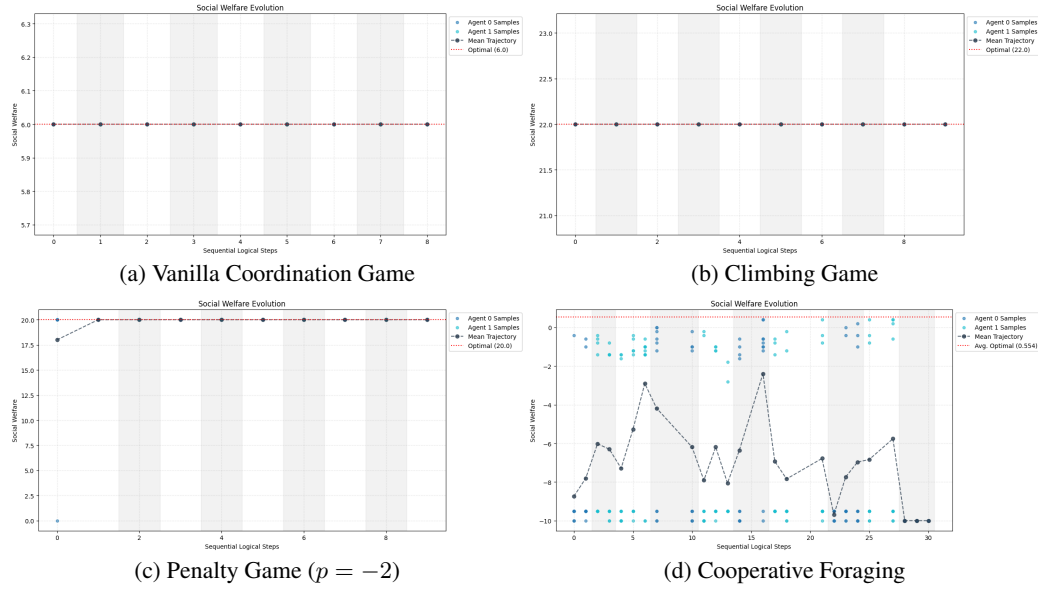 Social Welfare Evolution
6.3
6.2
6.1
6.0
5.9
5.8
5.7
Social Welfare
0 1 2 3 4 5 6 7 8
Sequential Logical Steps
Agent 0 Samples
Agent 1 Samples
Mean Trajectory
Optimal (6.0)
(a) Vanilla Coordination Game
Social Welfare Evolution
23.0
22.5
22.0
21.5
21.0
Social Welfare
0 2 4 6 8
Sequential Logical Steps
Agent 0 Samples
Agent 1 Samples
Mean Trajectory
Optimal (22.0)
(b) Climbing Game
Social Welfare Evolution
20.0
17.5
15.0
12.5
10.0
7.5
5.0
2.5
0.0
Social Welfare
0 2 4 6 8
Sequential Logical Steps
Agent 0 Samples
Agent 1 Samples
Mean Trajectory
Optimal (20.0)
(c) Penalty Game (p = −2)
Social Welfare Evolution
0
−2
−4
−6
−8
−10
Social Welfare
0 5 10 15 20 25 30
Sequential Logical Steps
Agent 0 Samples
Agent 1 Samples
Mean Trajectory
Avg. Optimal (0.554)
(d) Cooperative Foraging